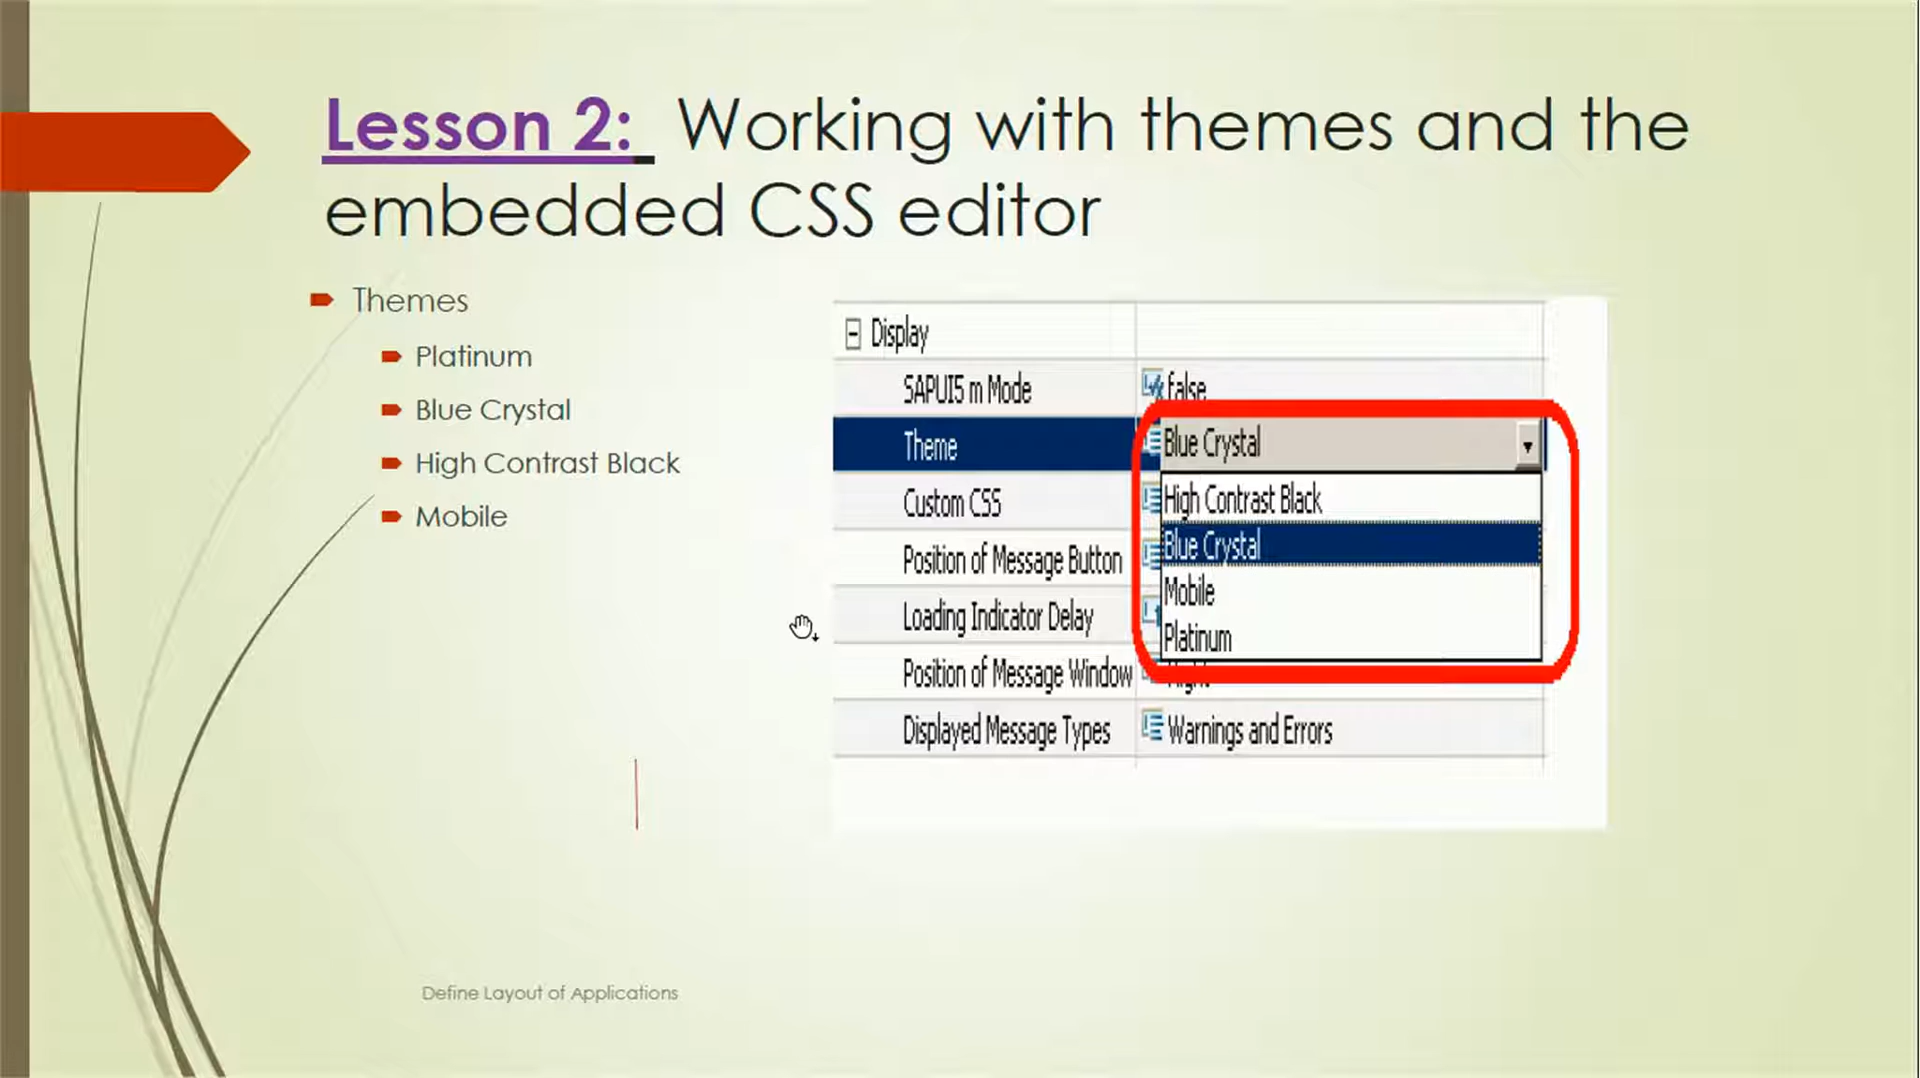 Lesson 2: Working with themes and the
embedded CSS editor
Themes
Platinum
Blue Crystal
High Contrast Black
Mobile
Display
SAPUI5 m Mode false
Theme Blue Crystal
Custom CSS High Contrast Black
Blue Crystal
Position of Message Button
Mobile
Loading Indicator Delay
Platinum
Position of Message Window
Displayed Message Types Warnings and Errors
Define Layout of Applications